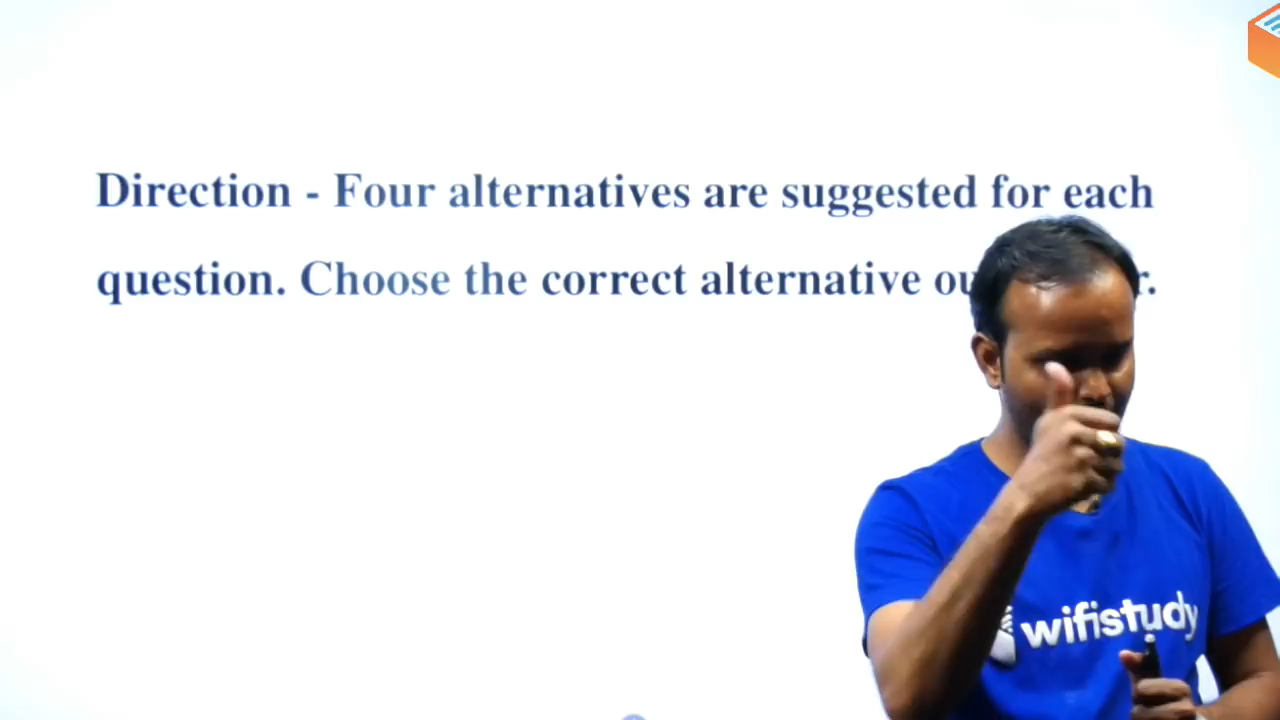 Direction - Four alternatives are suggested for each
question. Choose the correct alternative
wifistudy